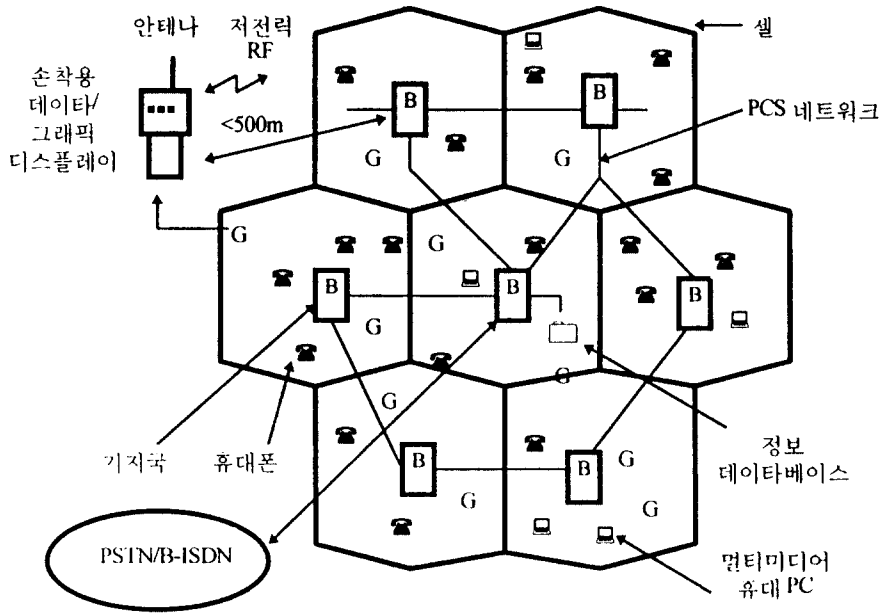 안테나
저전력
RF
셀
손착용
데이타/
그래픽
디스플레이
<500m
PCS 네트워크
B
B
G
G
G
G
B
B
B
G
G
G
기지국
휴대폰
B
B
G
G
G
정보
데이타베이스
PSTN/B-ISDN
멀티미디어
휴대 PC